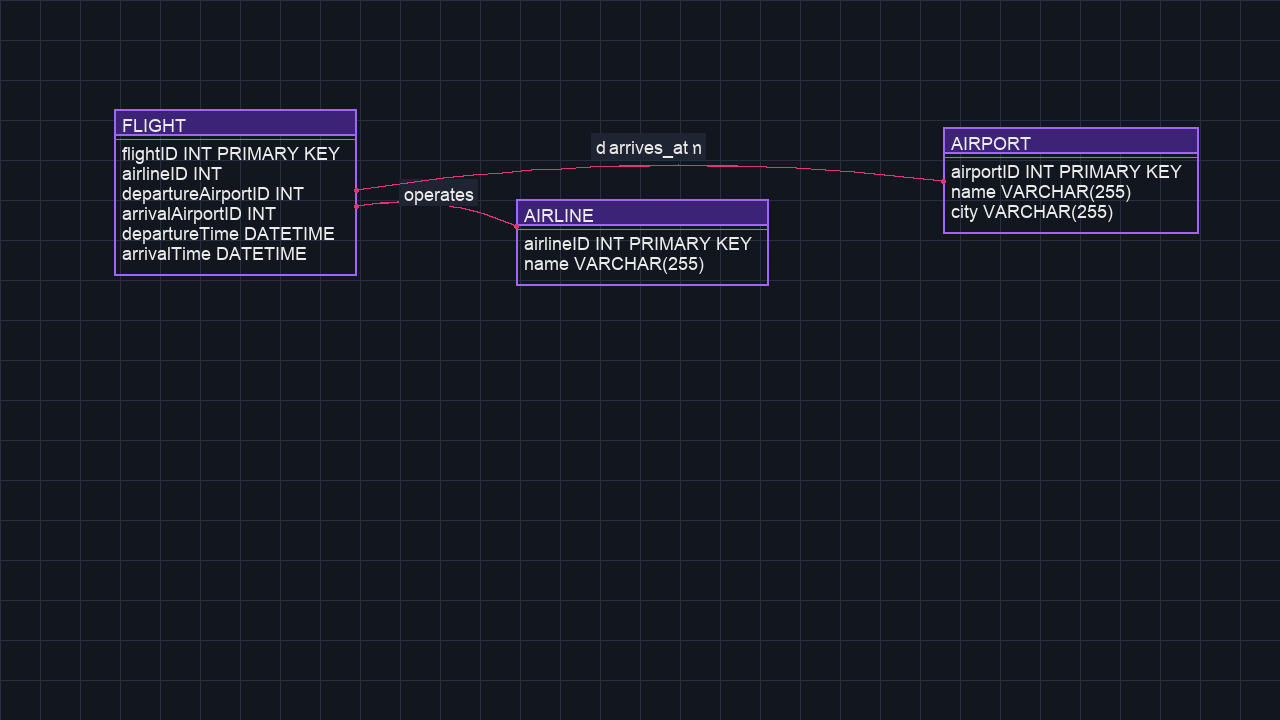 FLIGHT
flightID INT PRIMARY KEY
airlineID INT
departureAirportID INT
arrivalAirportID INT
departureTime DATETIME
arrivalTime DATETIME
arrives_at
operates
AIRLINE
airlineID INT PRIMARY KEY
name VARCHAR(255)
AIRPORT
airportID INT PRIMARY KEY
name VARCHAR(255)
city VARCHAR(255)